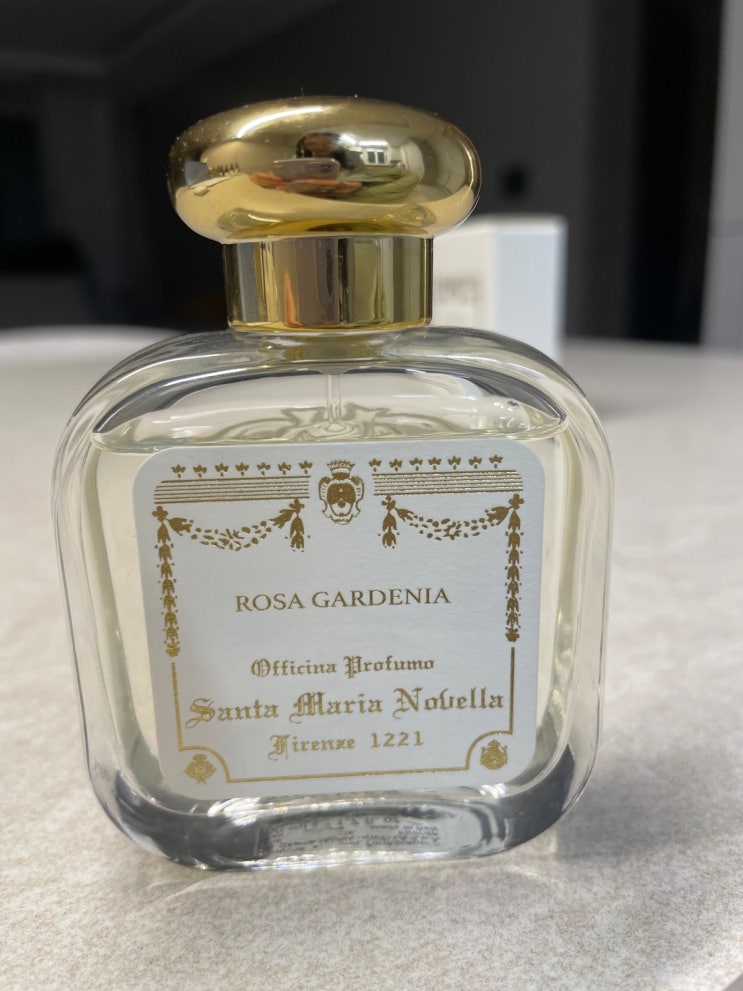 ROSA GARDENIA
Officina Profumo
Santa Maria Novella
Firenze 1221